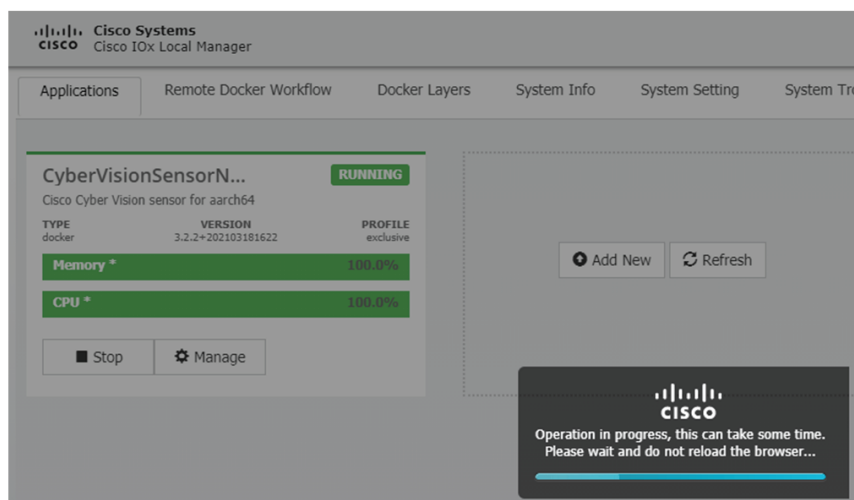 Cisco Systems
CISCO Cisco IOx Local Manager
Applications Remote Docker Workflow Docker Layers System Info System Setting System Tro
CyberVisionSensorN... RUNNING
Cisco Cyber Vision sensor for aarch64
TYPE VERSION PROFILE
docker 3.2.2+202103181622 exclusive
Memory * 100.0%
CPU * 100.0%
Add New Refresh
Stop Manage
CISCO
Operation in progress, this can take some time.
Please wait and do not reload the browser...